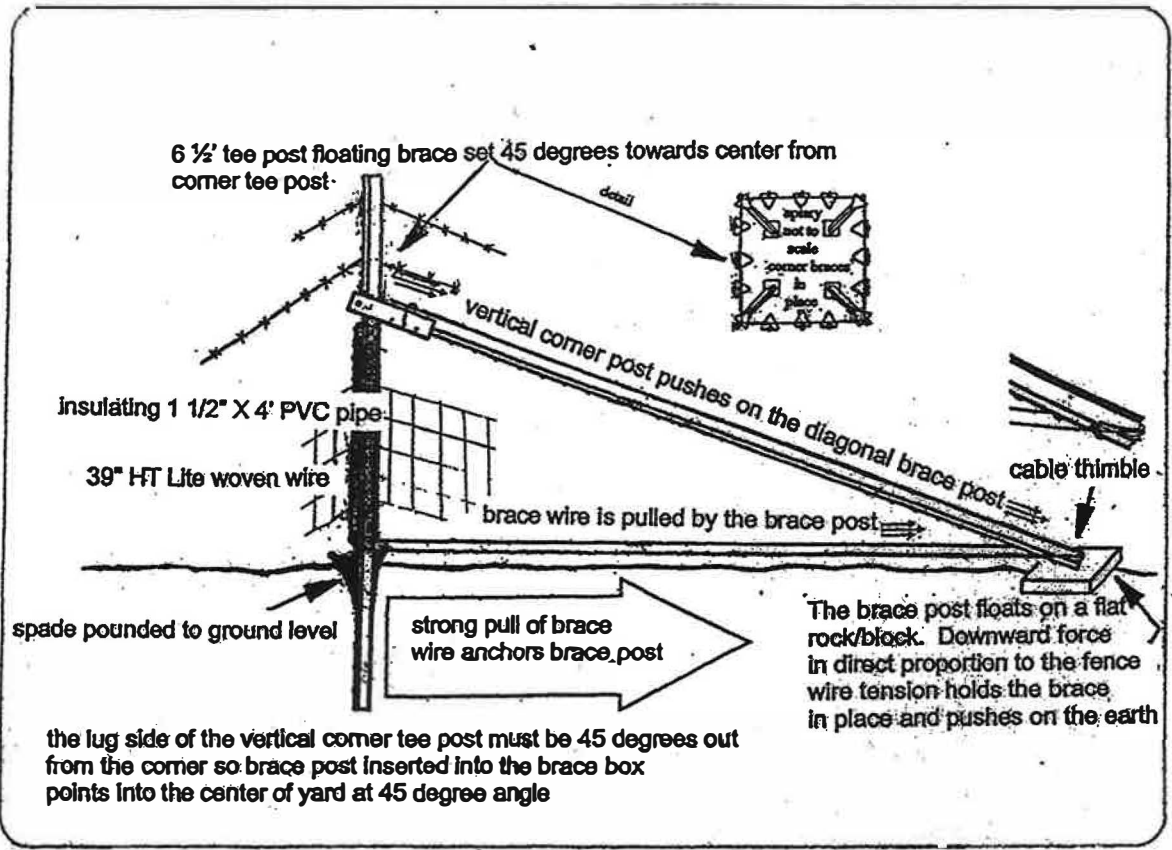 6 ½' tee post floating brace set 45 degrees towards center from
corner tee post
detail
apiary
not to
scale
corner braces
in
place
vertical corner post pushes on the diagonal brace post
insulating 1 1/2" X 4' PVC pipe
39" HT Lite woven wire
cable thimble
brace wire is pulled by the brace post
spade pounded to ground level
strong pull of brace
wire anchors brace post
The brace post floats on a flat
rock/block. Downward force
in direct proportion to the fence
wire tension holds the brace
in place and pushes on the earth
the lug side of the vertical corner tee post must be 45 degrees out
from the corner so brace post inserted into the brace box
points into the center of yard at 45 degree angle